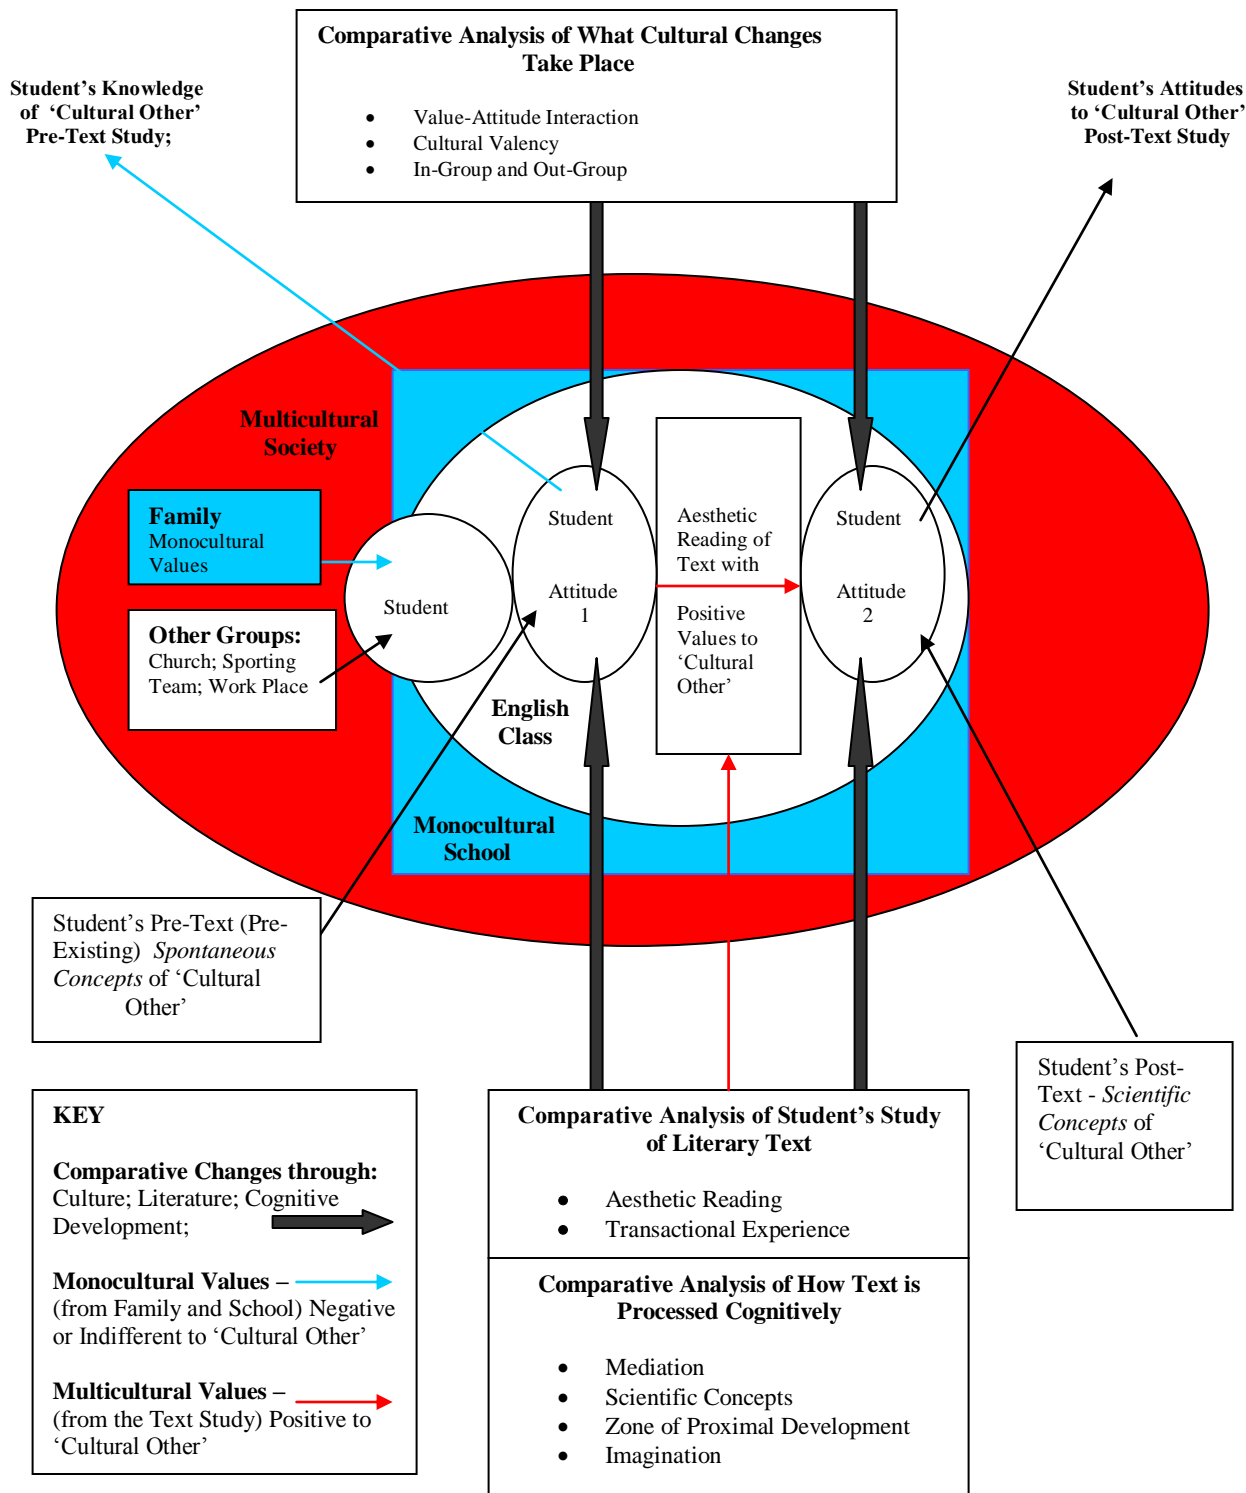 Comparative Analysis of What Cultural Changes
Take Place
• Value-Attitude Interaction
• Cultural Valency
• In-Group and Out-Group
Student’s Knowledge
of ‘Cultural Other’
Pre-Text Study;
Student’s Attitudes
to ‘Cultural Other’
Post-Text Study
Multicultural
Society
Family
Monocultural
Values
Other Groups:
Church; Sporting
Team; Work Place
Student
Student
Attitude
1
English
Class
Aesthetic
Reading of
Text with
Positive
Values to
‘Cultural
Other’
Student
Attitude
2
Monocultural
School
Student’s Pre-Text (Pre-
Existing) Spontaneous
Concepts of ‘Cultural
Other’
Student’s Post-
Text - Scientific
Concepts of
‘Cultural Other’
KEY
Comparative Changes through:
Culture; Literature; Cognitive
Development;
Monocultural Values –
(from Family and School) Negative
or Indifferent to ‘Cultural Other’
Multicultural Values –
(from the Text Study) Positive to
‘Cultural Other’
Comparative Analysis of Student’s Study
of Literary Text
• Aesthetic Reading
• Transactional Experience
Comparative Analysis of How Text is
Processed Cognitively
• Mediation
• Scientific Concepts
• Zone of Proximal Development
• Imagination